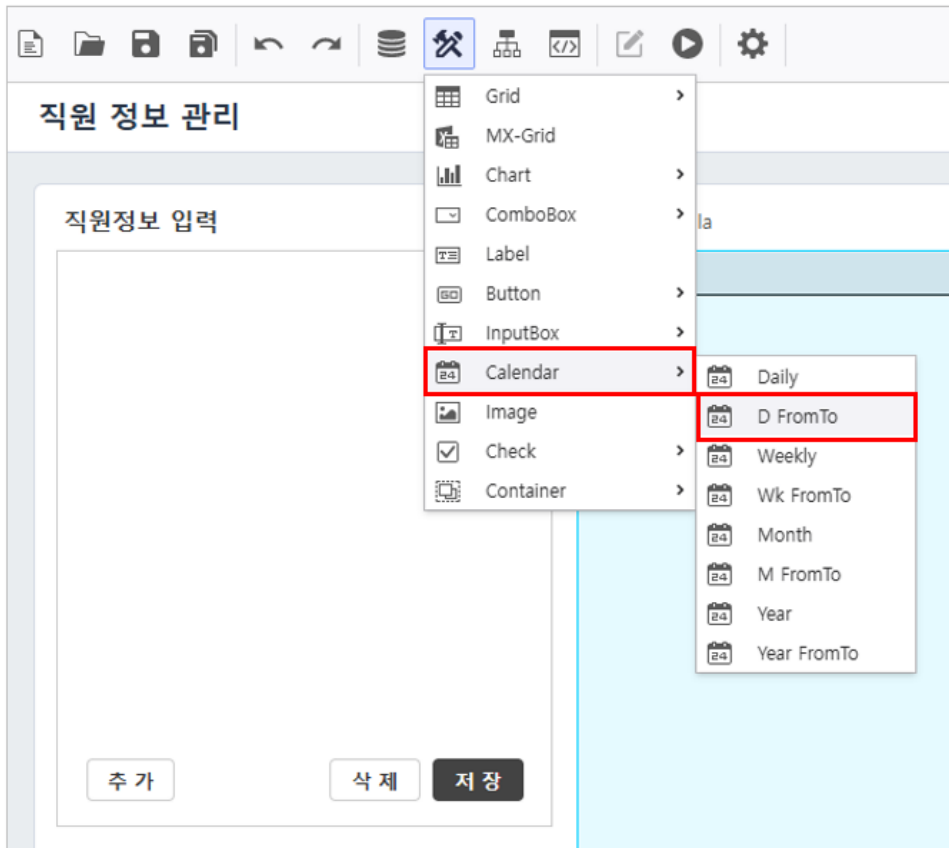 직원 정보 관리
직원정보 입력
Grid
MX-Grid
Chart
ComboBox
la
Label
Button
InputBox
Calendar
Image
Check
Container
Daily
D FromTo
Weekly
Wk FromTo
Month
M FromTo
Year
Year FromTo
추 가
삭 제
저 장